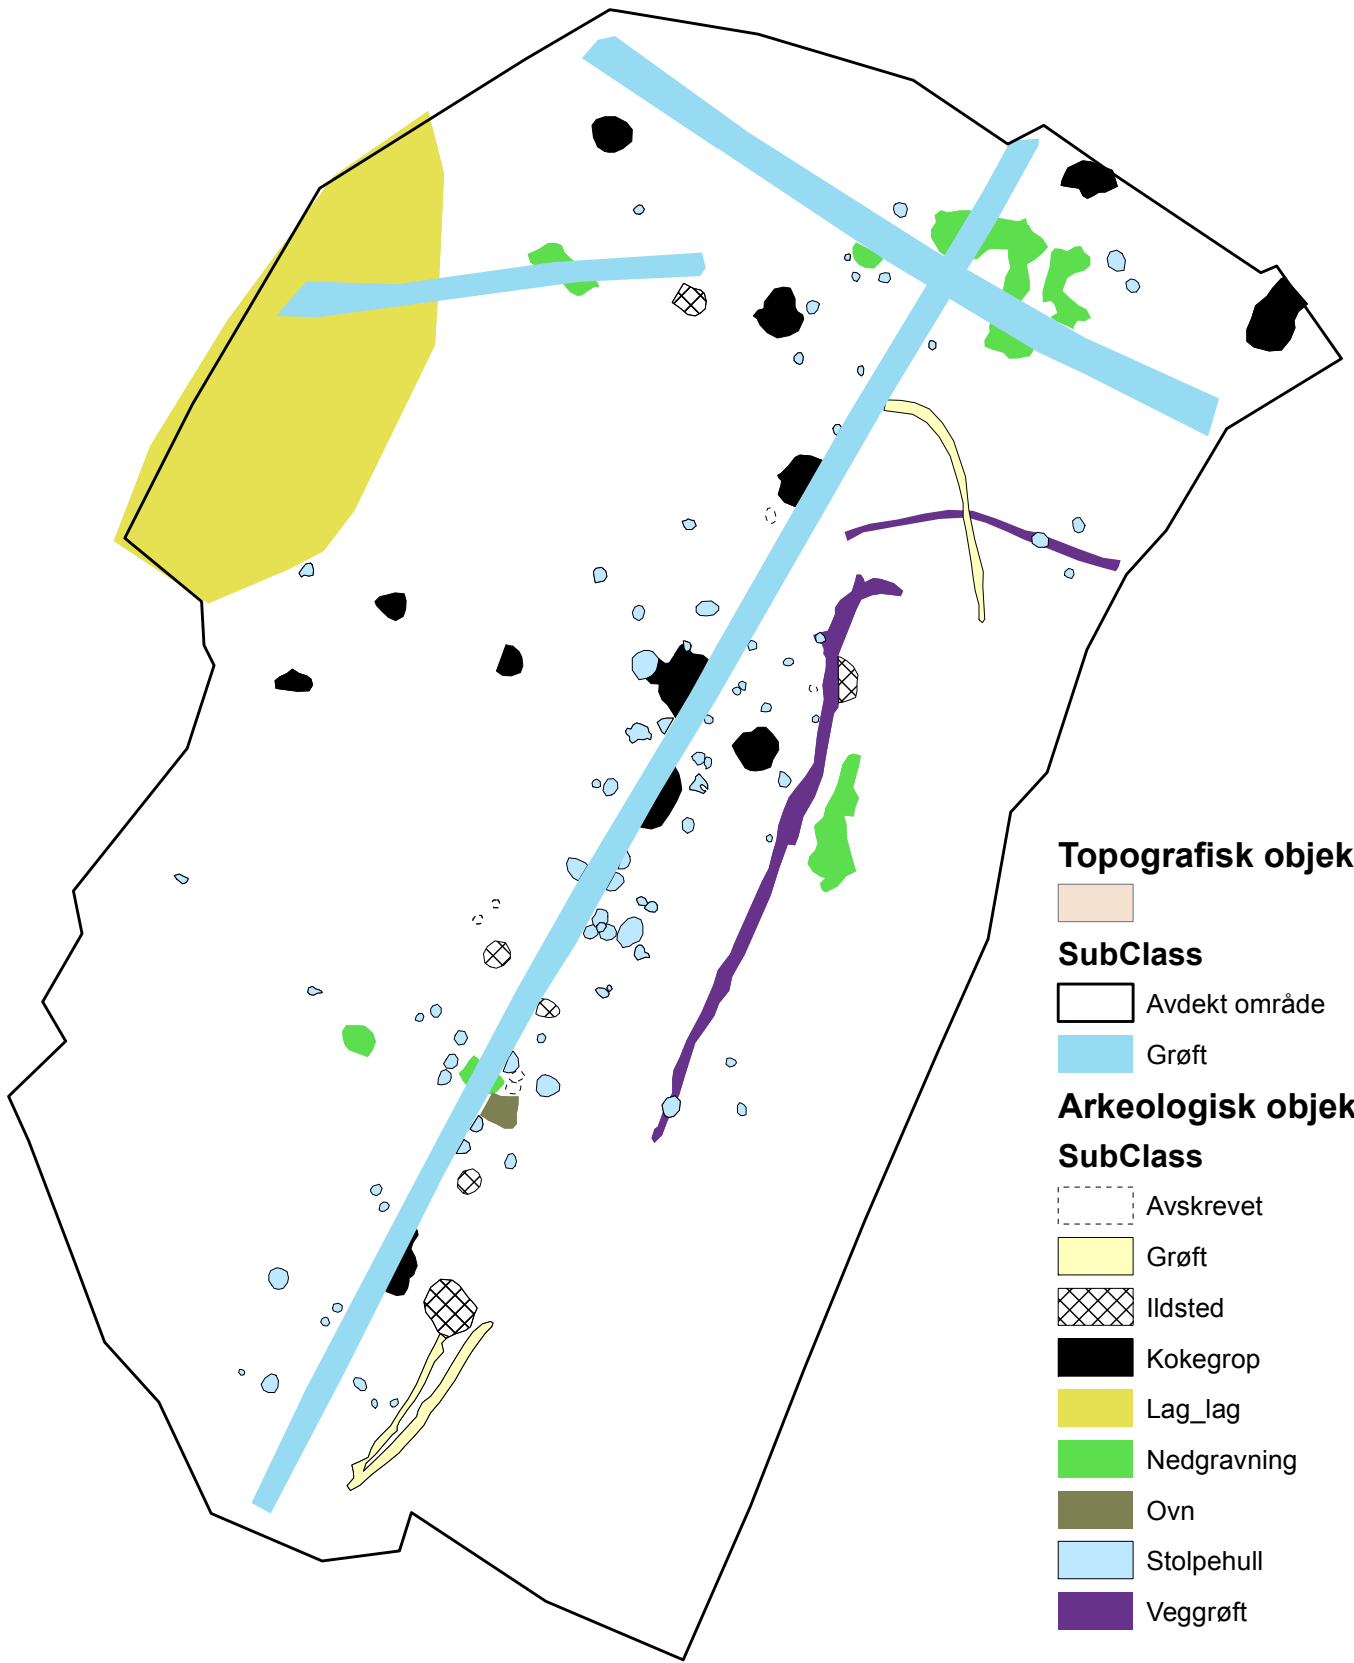 Topografisk objek
SubClass
Avdekt område
Grøft
Arkeologisk objek
SubClass
Avskrevet
Grøft
Ildsted
Kokegrop
Lag_lag
Nedgravning
Ovn
Stolpehull
Veggrøft